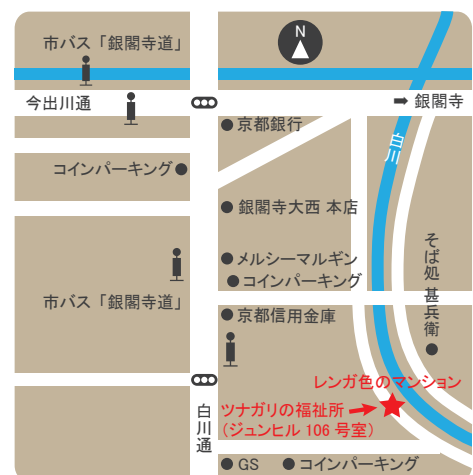 市バス「銀閣寺道」
N
今出川通
➡ 銀閣寺
京都銀行
白川
コインパーキング
銀閣寺大西 本店
そば処 甚兵衛
メルシーマルギン
コインパーキング
市バス「銀閣寺道」
京都信用金庫
レンガ色のマンション
ツナガリの福祉所
(ジュンヒル 106 号室)
白川通
GS
コインパーキング